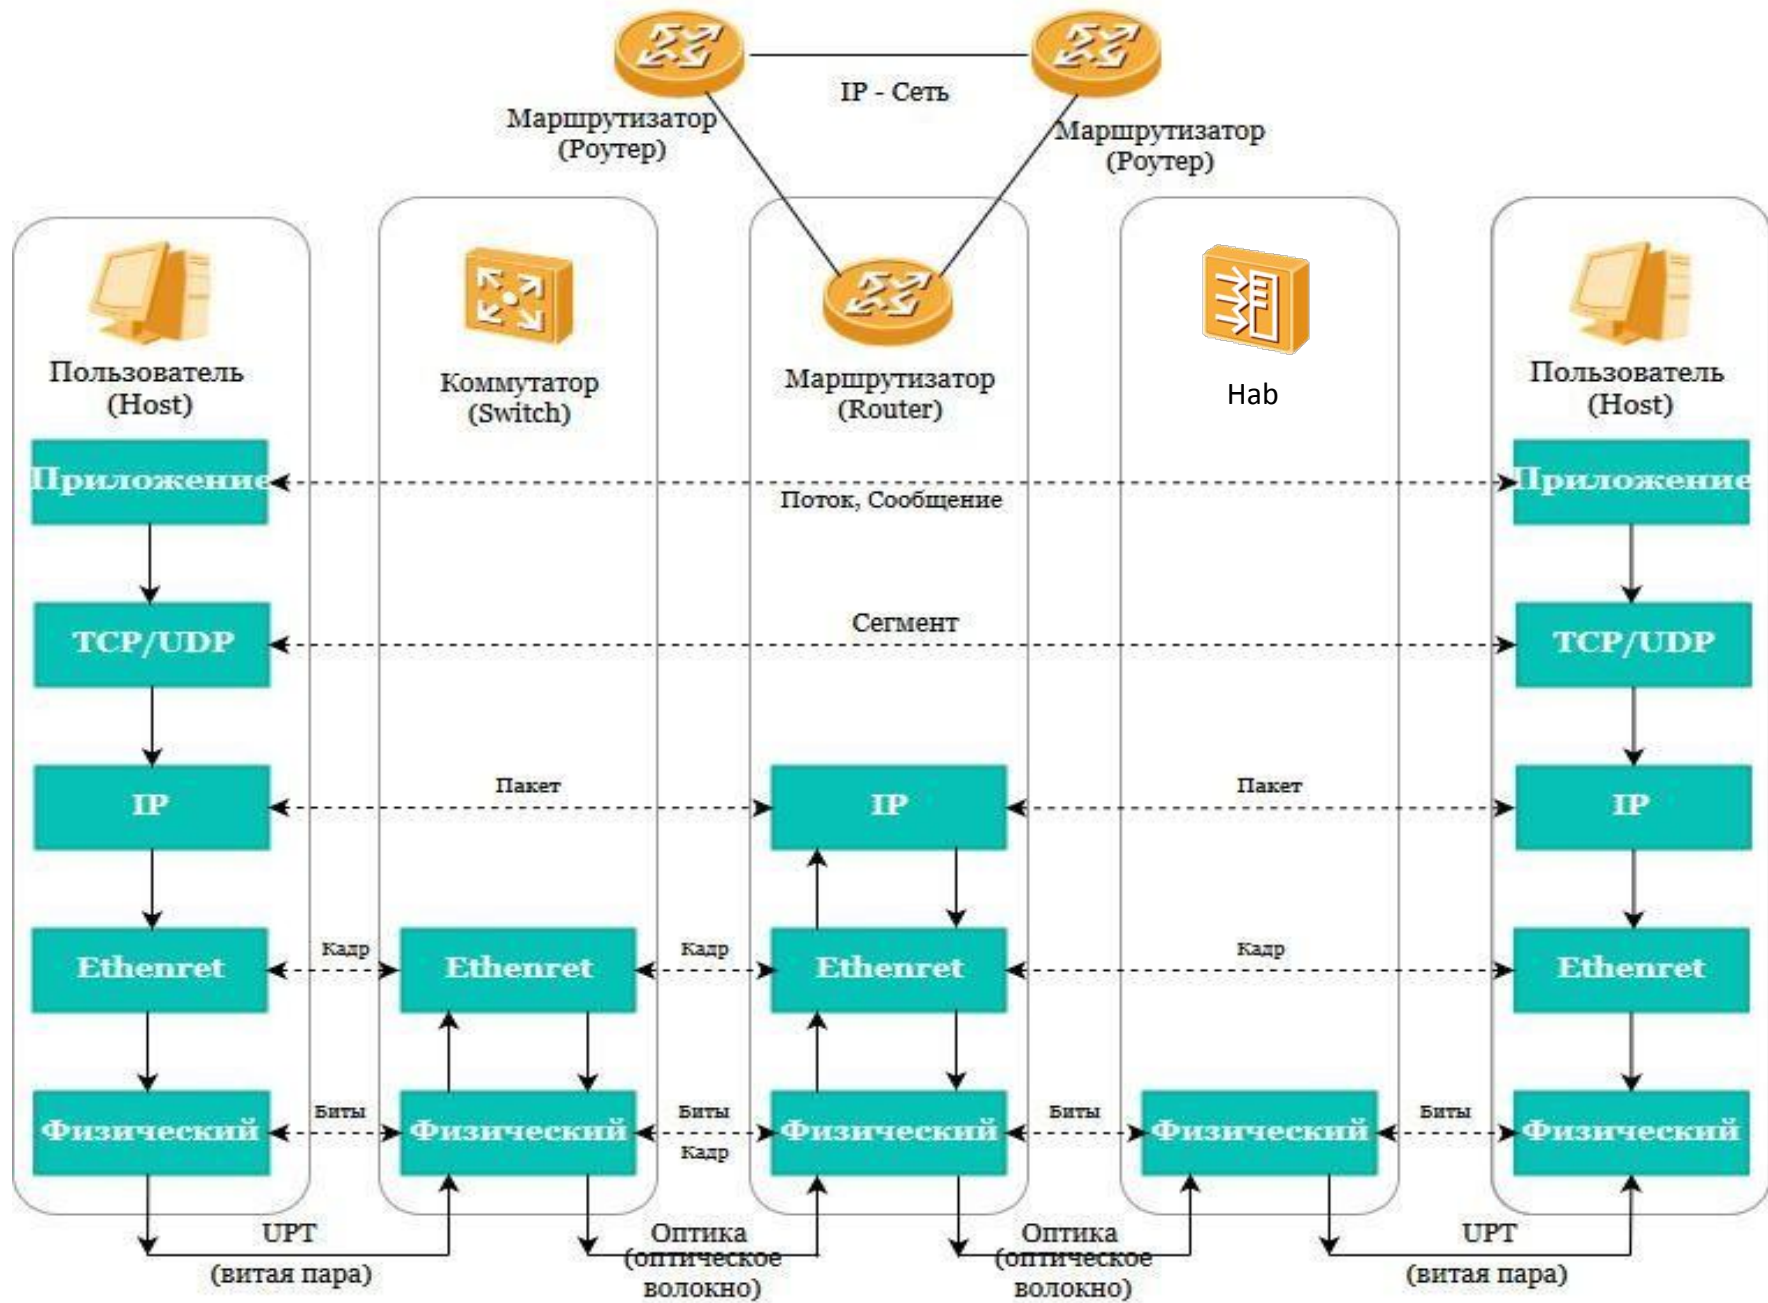 IP - Сеть
Маршрутизатор
(Роутер)
Маршрутизатор
(Роутер)
Пользователь
(Host)
Коммутатор
(Switch)
Маршрутизатор
(Router)
Hab
Пользователь
(Host)
Приложение
Поток, Сообщение
Приложение
TCP/UDP
Сегмент
TCP/UDP
IP
Пакет
IP
Пакет
IP
Ethenret
Кадр
Ethenret
Кадр
Ethenret
Кадр
Ethenret
Физический
Биты
Физический
Биты
Кадр
Физический
Биты
Физический
Биты
Физический
UPT
(витая пара)
Оптика
(оптическое
волокно)
Оптика
(оптическое
волокно)
UPT
(витая пара)